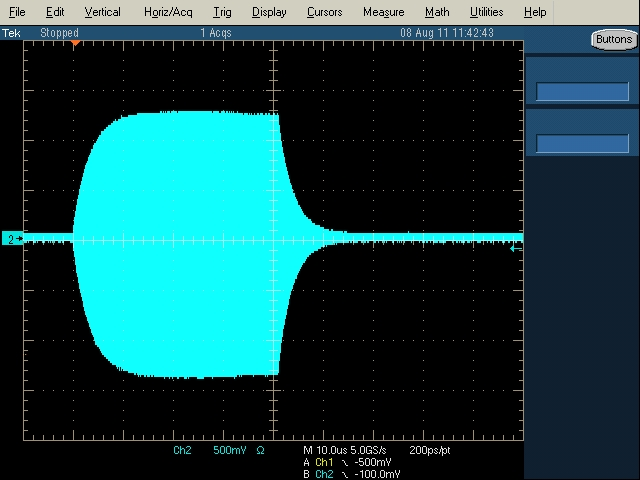 File Edit Vertical Horiz/Acq Trig Display Cursors Measure Math Utilities Help
Tek Stopped 1 Acqs 08 Aug 11 11:42:43
Buttons
2
Ch2 500mV Ω M 10.0us 5.0GS/s 200ps/pt
A Ch1 -500mV
B Ch2 -100.0mV